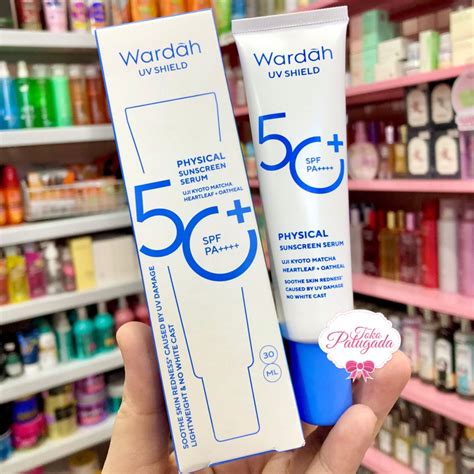 Wardah
UV SHIELD
PHYSICAL
SUNSCREEN
SERUM
UJI KYOTO MATCHA
HEARTLEAF + OATMEAL
50+
SPF
PA++++
SOOTHE SKIN REDNESS* CAUSED BY UV DAMAGE
LIGHTWEIGHT & NO WHITE CAST
30
ML
Wardah
UV SHIELD
50+
SPF
PA++++
PHYSICAL
SUNSCREEN SERUM
UJI KYOTO MATCHA
HEARTLEAF + OATMEAL
SOOTHE SKIN REDNESS*
CAUSED BY UV DAMAGE
NO WHITE CAST
Toko
Palugada